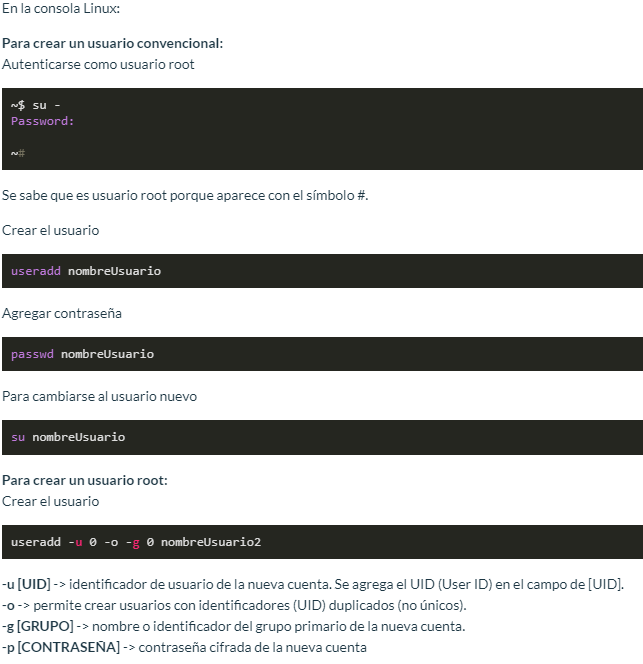 En la consola Linux:
Para crear un usuario convencional:
Autenticarse como usuario root
~$ su -
Password:
~#
Se sabe que es usuario root porque aparece con el símbolo #.
Crear el usuario
useradd nombreUsuario
Agregar contraseña
passwd nombreUsuario
Para cambiarse al usuario nuevo
su nombreUsuario
Para crear un usuario root:
Crear el usuario
useradd -u 0 -o -g 0 nombreUsuario2
-u [UID] -> identificador de usuario de la nueva cuenta. Se agrega el UID (User ID) en el campo de [UID].
-o -> permite crear usuarios con identificadores (UID) duplicados (no únicos).
-g [GRUPO] -> nombre o identificador del grupo primario de la nueva cuenta.
-p [CONTRASEÑA] -> contraseña cifrada de la nueva cuenta